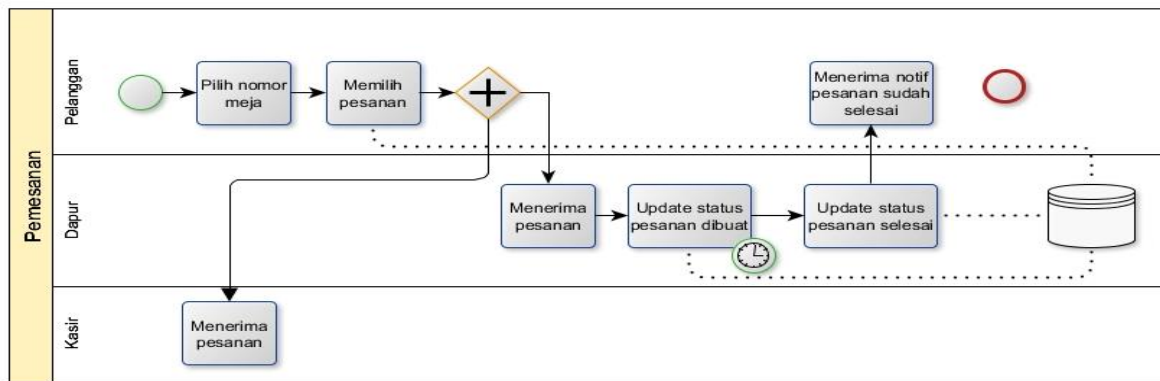 Pemesanan
Pelanggan
Pilih nomor
meja
Memilih
pesanan
Menerima notif
pesanan sudah
selesai
Dapur
Menerima
pesanan
Update status
pesanan dibuat
Update status
pesanan selesai
Kasir
Menerima
pesanan